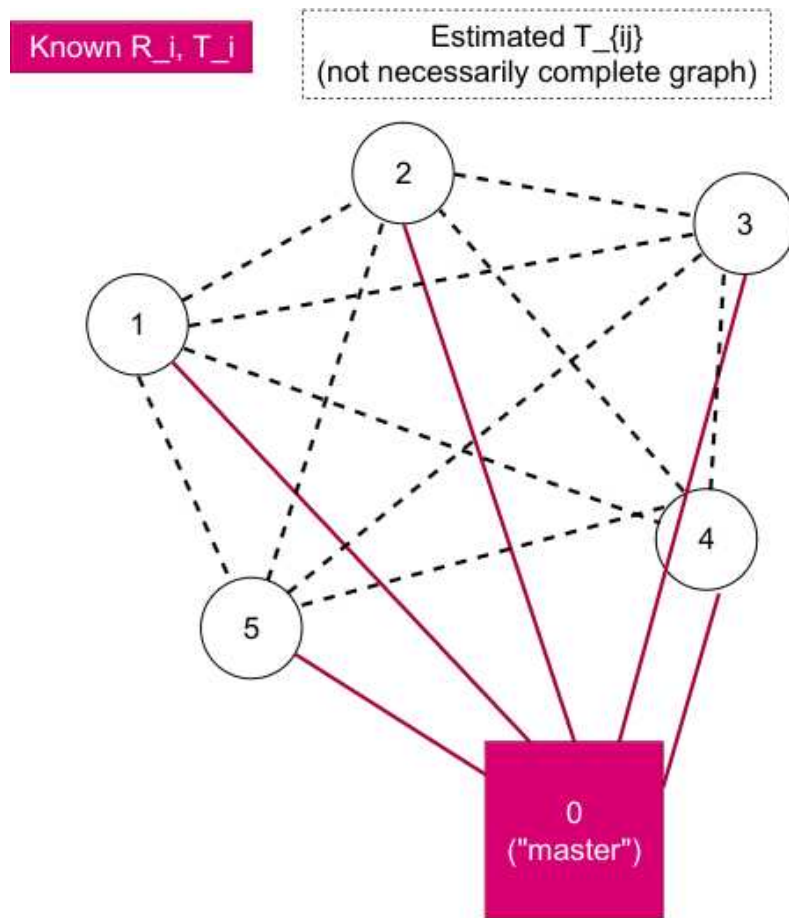 Known R_i, T_i
Estimated T_{ij}
(not necessarily complete graph)
2
3
1
4
5
0
("master")